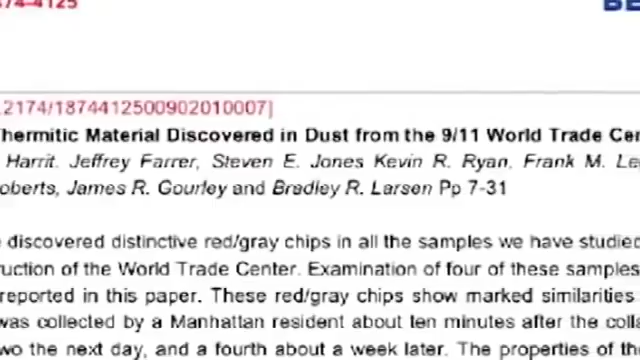 874-4125
BE
.2174/1874412500902010007]
Thermitic Material Discovered in Dust from the 9/11 World Trade Cen
Harrit, Jeffrey Farrer, Steven E. Jones Kevin R. Ryan, Frank M. Le
oberts, James R. Gourley and Bradley R. Larsen Pp 7-31
discovered distinctive red/gray chips in all the samples we have studied
ruction of the World Trade Center. Examination of four of these samples
reported in this paper. These red/gray chips show marked similarities
was collected by a Manhattan resident about ten minutes after the colla
wo the next day, and a fourth about a week later. The properties of th